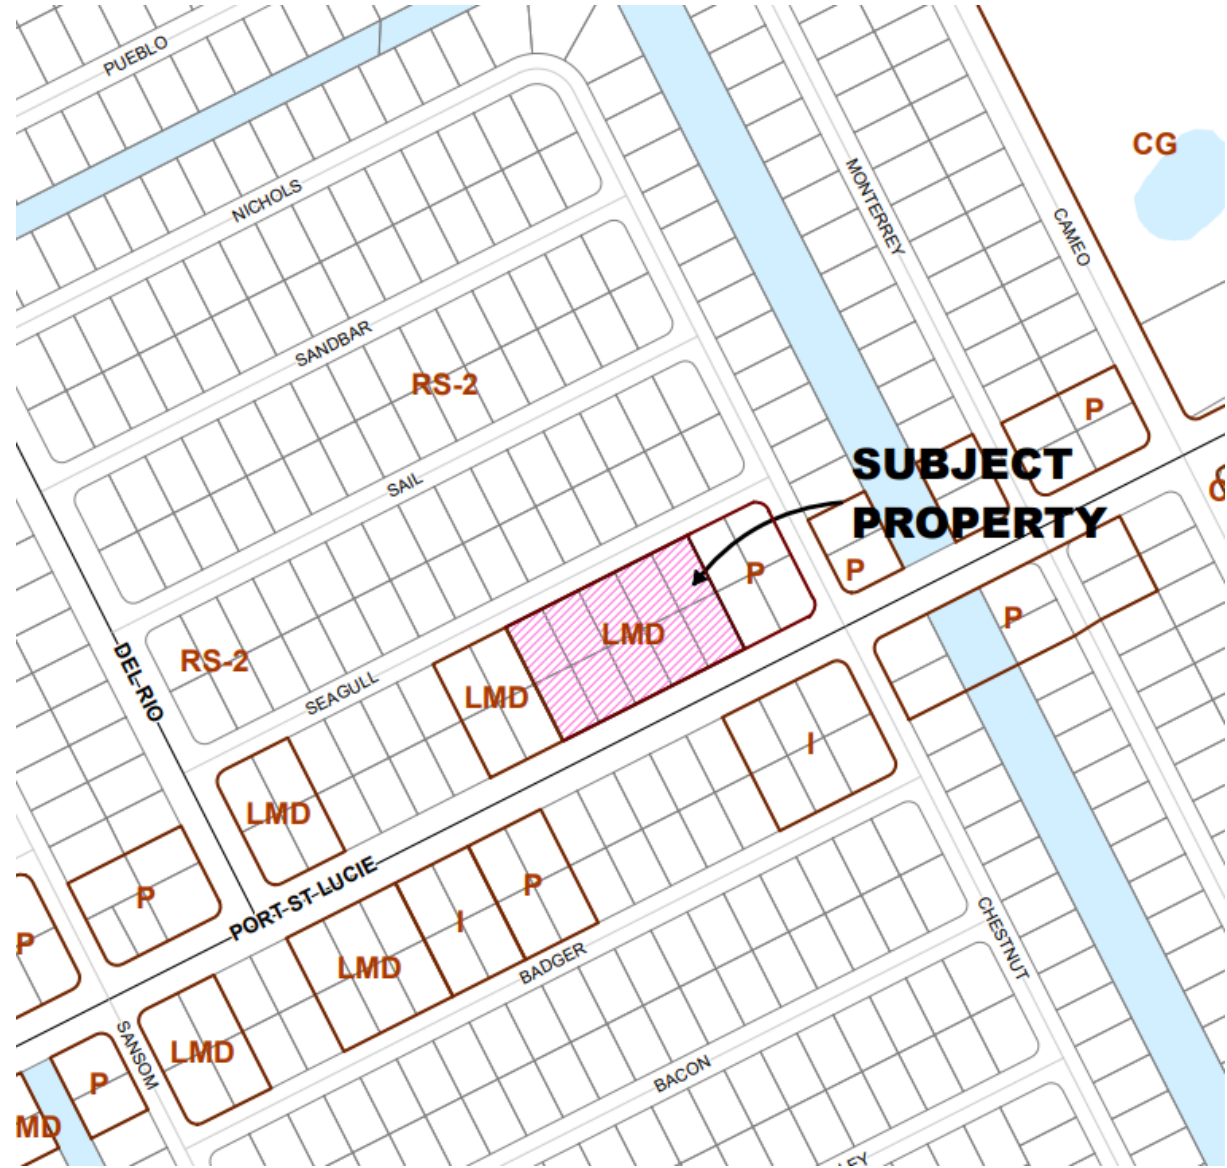 PUEBLO
CG
NICHOLS
MONTERREY
CAMEO
SANDBAR
RS-2
P
SUBJECT
PROPERTY
SAIL
P
P
P
LMD
RS-2
DEL-RIO
SEAGULL
LMD
I
LMD
PORT-ST-LUCIE
P
P
I
P
LMD
BADGER
CHESTNUT
LMD
SANSOM
P
BACON
MD
EY